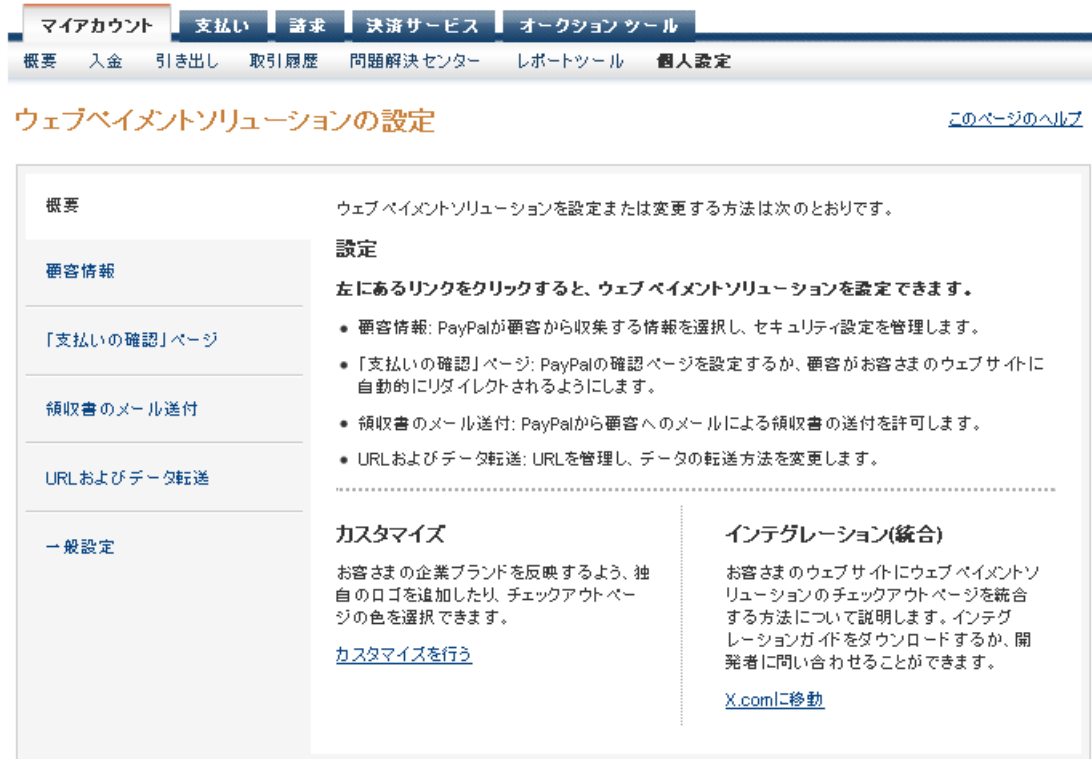 マイアカウント 支払い 請求 決済サービス オークション ツール
概要 入金 引き出し 取引履歴 問題解決センター レポートツール 個人設定
ウェブペイメントソリューションの設定
このページのヘルプ
概要
顧客情報
「支払いの確認」ページ
領収書のメール送付
URLおよびデータ転送
一般設定
ウェブ ペイメントソリューションを設定または変更する方法は次のとおりです。
設定
左にあるリンクをクリックすると、ウェブ ペイメントソリューションを設定できます。
• 顧客情報: PayPalが顧客から収集する情報を選択し、セキュリティ設定を管理します。
• 「支払いの確認」ページ: PayPalの確認ページを設定するか、顧客がお客さまのウェブサイトに
自動的にリダイレクトされるようにします。
• 領収書のメール送付: PayPalから顧客へのメールによる領収書の送付を許可します。
• URLおよびデータ転送: URLを管理し、データの転送方法を変更します。
カスタマイズ
お客さまの企業ブランドを反映するよう、独
自のロゴを追加したり、チェックアウトペー
ジの色を選択できます。
カスタマイズを行う
インテグレーション(統合)
お客さまのウェブサイトにウェブ ペイメントソ
リューションのチェックアウトページを統合
する方法について説明します。インテグ
レーションガイドをダウンロードするか、開
発者に問い合わせることができます。
X.comに移動